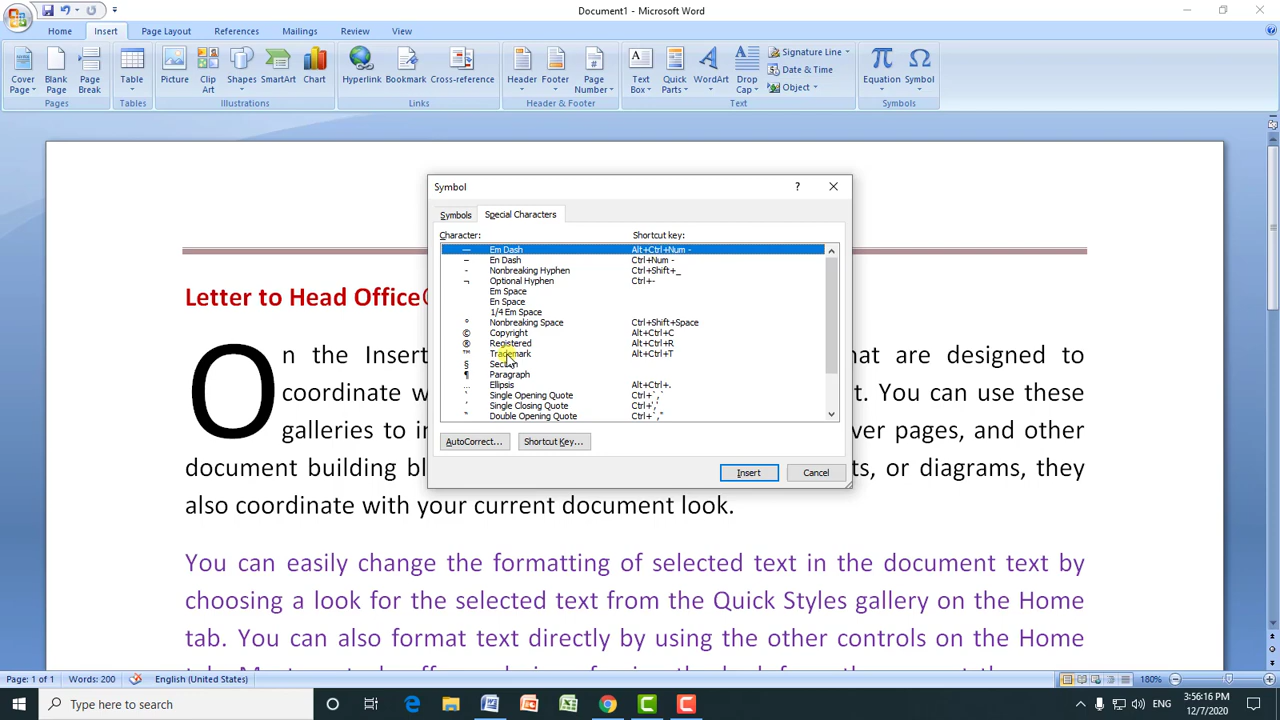 Document1 - Microsoft Word
Home Insert Page Layout References Mailings Review View
Cover Page Blank Page Page Break Table Picture Clip Art Shapes SmartArt Chart Hyperlink Bookmark Cross-reference Header Footer Page Number Text Box Quick Parts WordArt Drop Cap Signature Line Date & Time Object Equation Symbol
Pages Tables Illustrations Links Header & Footer Text Symbols
Symbol ?
Symbols Special Characters
Character: Shortcut key:
— Em Dash Alt+Ctrl+Num -
– En Dash Ctrl+Num -
- Nonbreaking Hyphen Ctrl+Shift+_
¬ Optional Hyphen Ctrl+-
Em Space
En Space
1/4 Em Space
° Nonbreaking Space Ctrl+Shift+Space
© Copyright Alt+Ctrl+C
® Registered Alt+Ctrl+R
™ Trademark Alt+Ctrl+T
§ Section
¶ Paragraph
… Ellipsis Alt+Ctrl+.
‘ Single Opening Quote Ctrl+`,`
’ Single Closing Quote Ctrl+','
“ Double Opening Quote Ctrl+`,"
AutoCorrect... Shortcut Key...
Insert Cancel
Letter to Head Office
On the Insert hat are designed to
coordinate w t. You can use these
galleries to i ver pages, and other
document building bl ts, or diagrams, they
also coordinate with your current document look.
You can easily change the formatting of selected text in the document text by
choosing a look for the selected text from the Quick Styles gallery on the Home
tab. You can also format text directly by using the other controls on the Home
Page: 1 of 1 Words: 200 English (United States) 180%
Type here to search
ENG
3:56:16 PM
12/7/2020